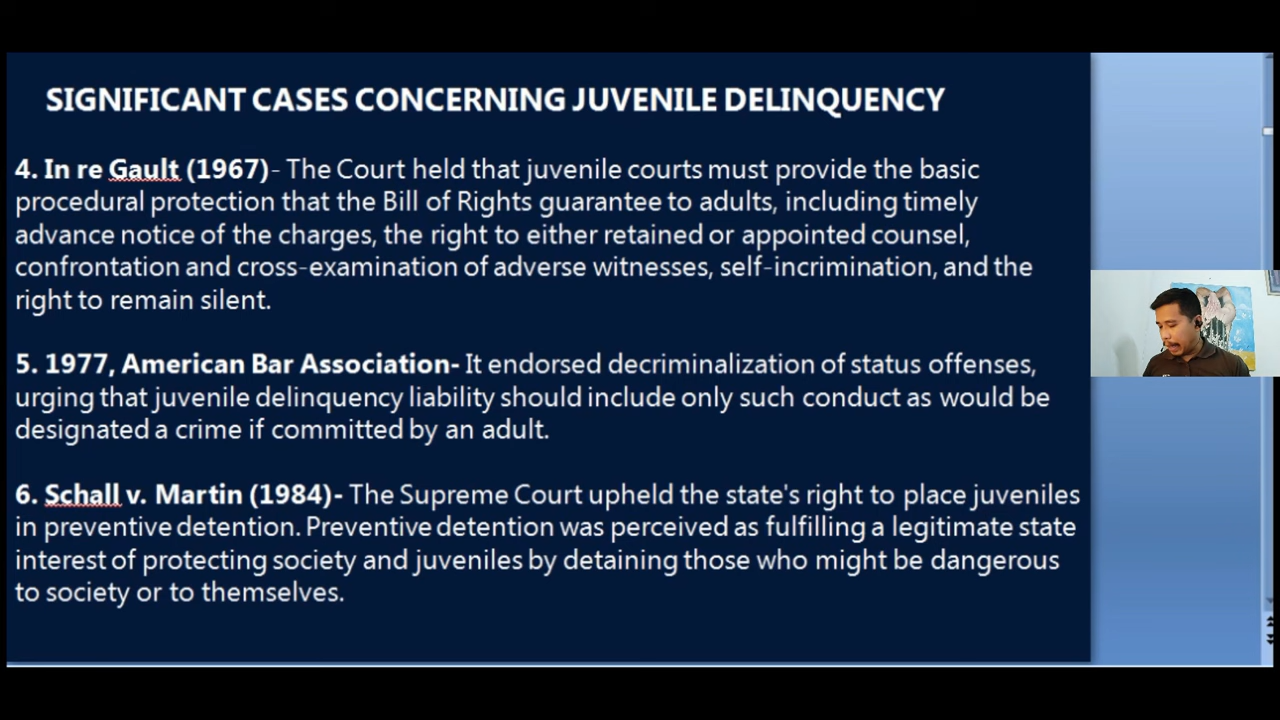 SIGNIFICANT CASES CONCERNING JUVENILE DELINQUENCY
4. In re Gault (1967)- The Court held that juvenile courts must provide the basic
procedural protection that the Bill of Rights guarantee to adults, including timely
advance notice of the charges, the right to either retained or appointed counsel,
confrontation and cross-examination of adverse witnesses, self-incrimination, and the
right to remain silent.
5. 1977, American Bar Association- It endorsed decriminalization of status offenses,
urging that juvenile delinquency liability should include only such conduct as would be
designated a crime if committed by an adult.
6. Schall v. Martin (1984)- The Supreme Court upheld the state's right to place juveniles
in preventive detention. Preventive detention was perceived as fulfilling a legitimate state
interest of protecting society and juveniles by detaining those who might be dangerous
to society or to themselves.